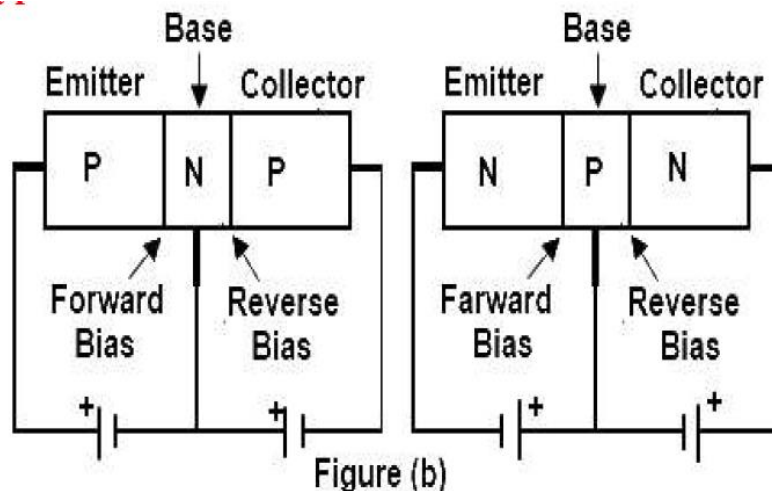 Base
Base
Emitter
Collector
Emitter
Collector
P
N
P
N
P
N
Forward
Bias
Reverse
Bias
Farward
Bias
Reverse
Bias
+
+
+
+
Figure (b)